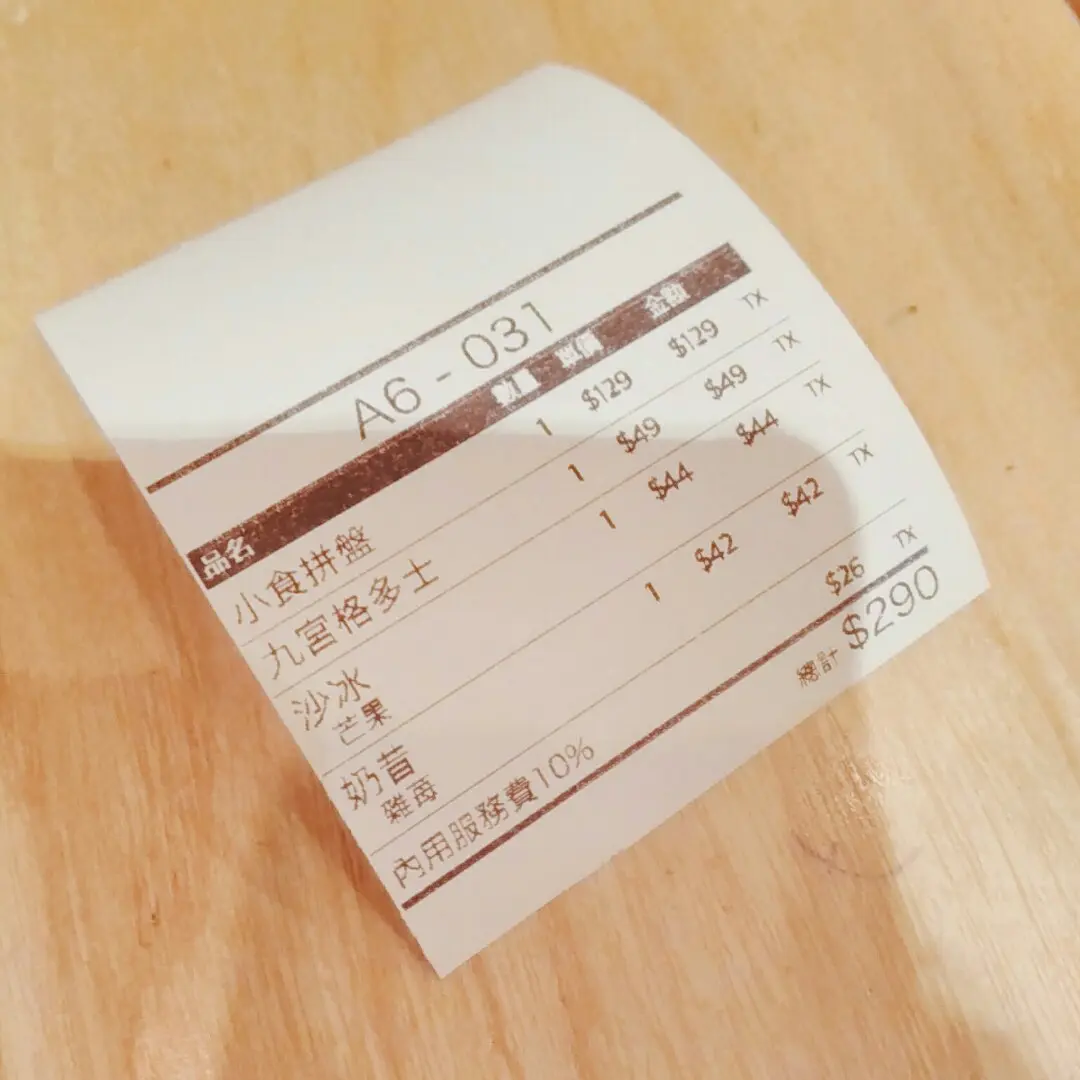 A6 - 031
品名 數量 單價 金額
小食拼盤 1 $129 $129 TX
九宮格多士 1 $49 $49 TX
沙冰 1 $44 $44 TX
芒果
奶昔 1 $42 $42 TX
雜莓
內用服務費10% $26 TX
總計 $290